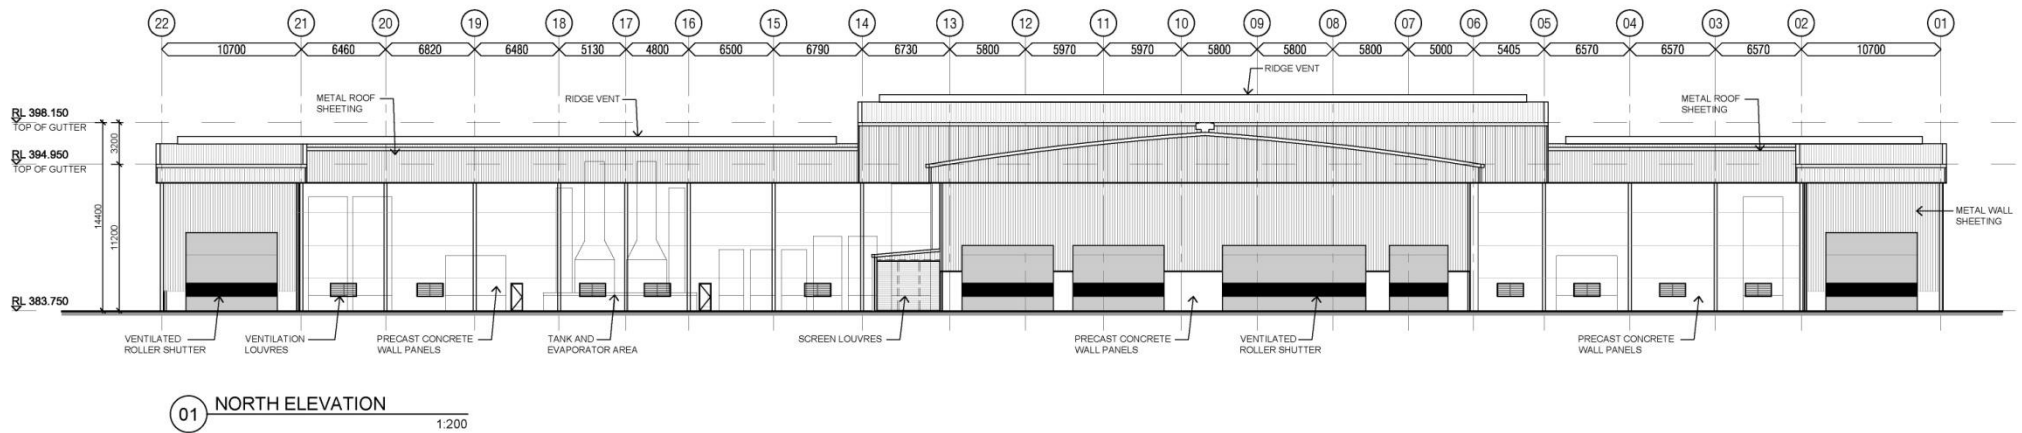 22 21 20 19 18 17 16 15 14 13 12 11 10 09 08 07 06 05 04 03 02 01
10700 6460 6820 6480 5130 4800 6500 6790 6730 5800 5970 5970 5800 5800 5800 5000 5405 6570 6570 6570 10700
RIDGE VENT
METAL ROOF
SHEETING
RIDGE VENT
METAL ROOF
SHEETING
RL 398.150
TOP OF GUTTER
3200
RL 394.950
TOP OF GUTTER
14400
11200
METAL WALL
SHEETING
RL 383.750
VENTILATED
ROLLER SHUTTER
VENTILATION
LOUVRES
PRECAST CONCRETE
WALL PANELS
TANK AND
EVAPORATOR AREA
SCREEN LOUVRES
PRECAST CONCRETE
WALL PANELS
VENTILATED
ROLLER SHUTTER
PRECAST CONCRETE
WALL PANELS
01 NORTH ELEVATION
1:200